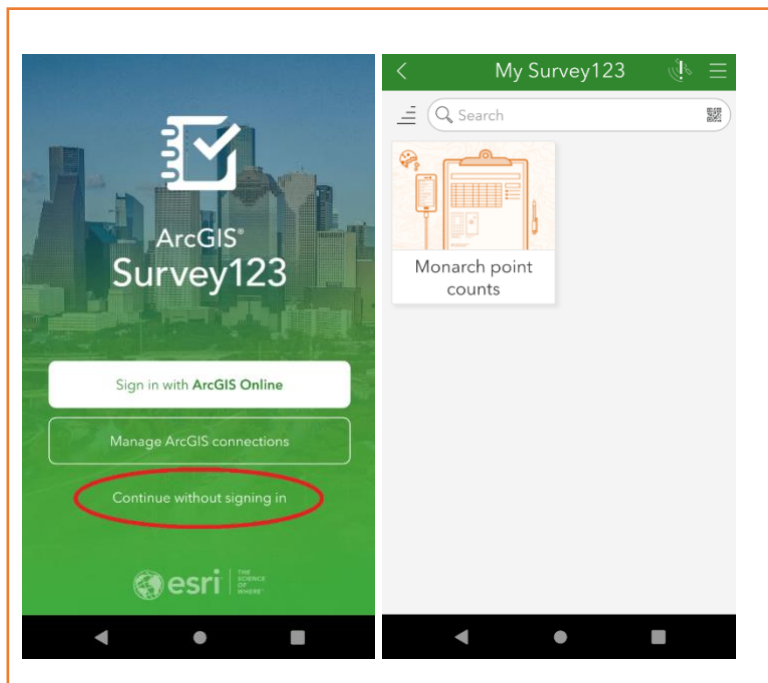 ArcGIS®
Survey123
Sign in with ArcGIS Online
Manage ArcGIS connections
Continue without signing in
esri
THE
SCIENCE
OF
WHERE™
My Survey123
Search
Monarch point
counts